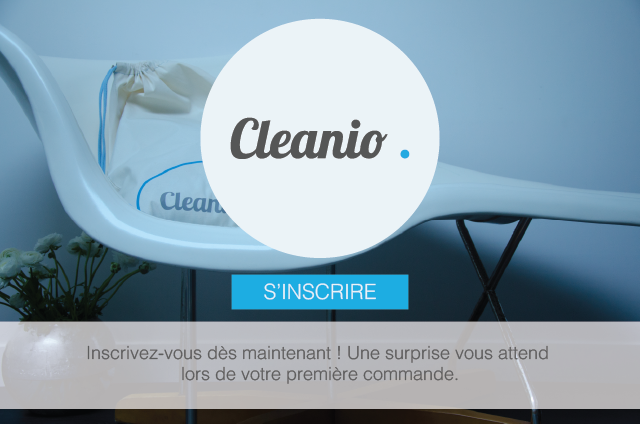 Cleanio .
Clean
S'INSCRIRE
Inscrivez-vous dès maintenant ! Une surprise vous attend
lors de votre première commande.